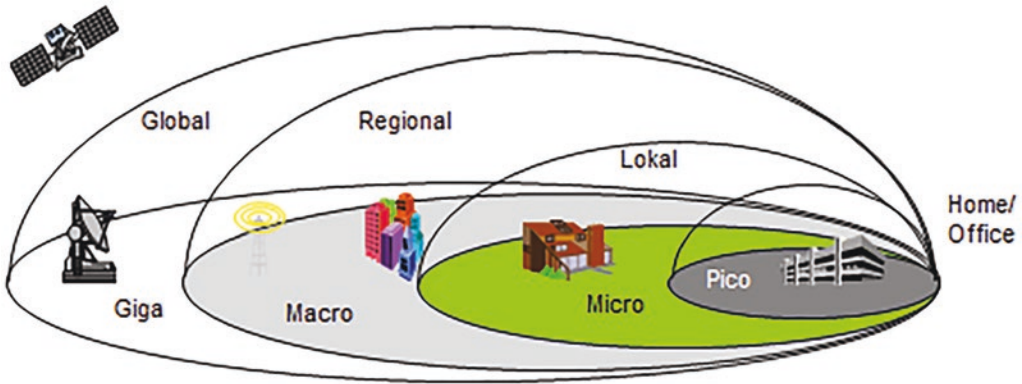 Global
Regional
Lokal
Home/
Office
Pico
Giga
Macro
Micro